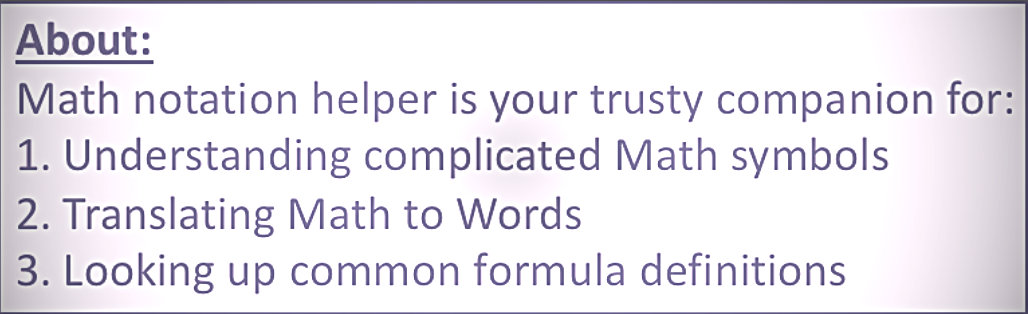 About:
Math notation helper is your trusty companion for:
1. Understanding complicated Math symbols
2. Translating Math to Words
3. Looking up common formula definitions